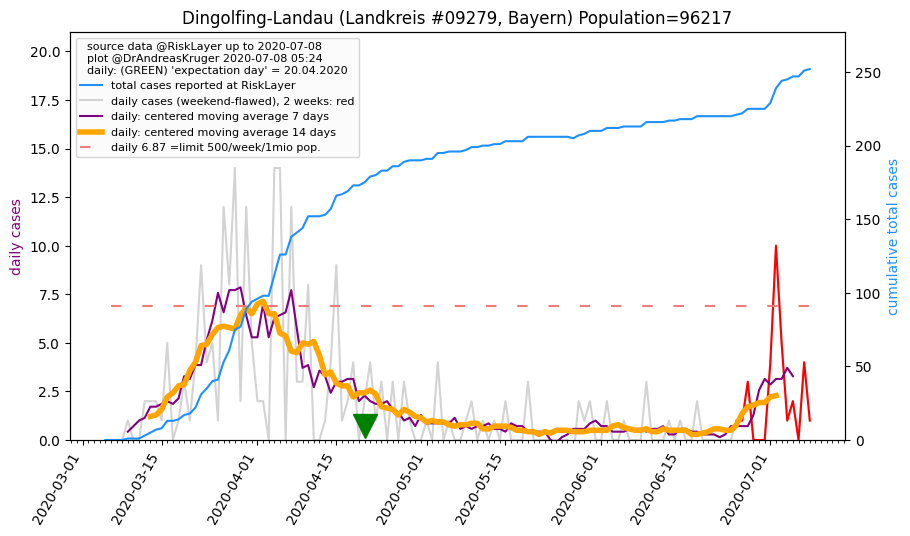 Dingolfing-Landau (Landkreis #09279, Bayern) Population=96217
source data @RiskLayer up to 2020-07-08
plot @DrAndreasKruger 2020-07-08 05:24
daily: (GREEN) 'expectation day' = 20.04.2020
total cases reported at RiskLayer
daily cases (weekend-flawed), 2 weeks: red
daily: centered moving average 7 days
daily: centered moving average 14 days
daily 6.87 =limit 500/week/1mio pop.
daily cases
20.0
17.5
15.0
12.5
10.0
7.5
5.0
2.5
0.0
cumulative total cases
250
200
150
100
50
0
2020-03-01
2020-03-15
2020-04-01
2020-04-15
2020-05-01
2020-05-15
2020-06-01
2020-06-15
2020-07-01